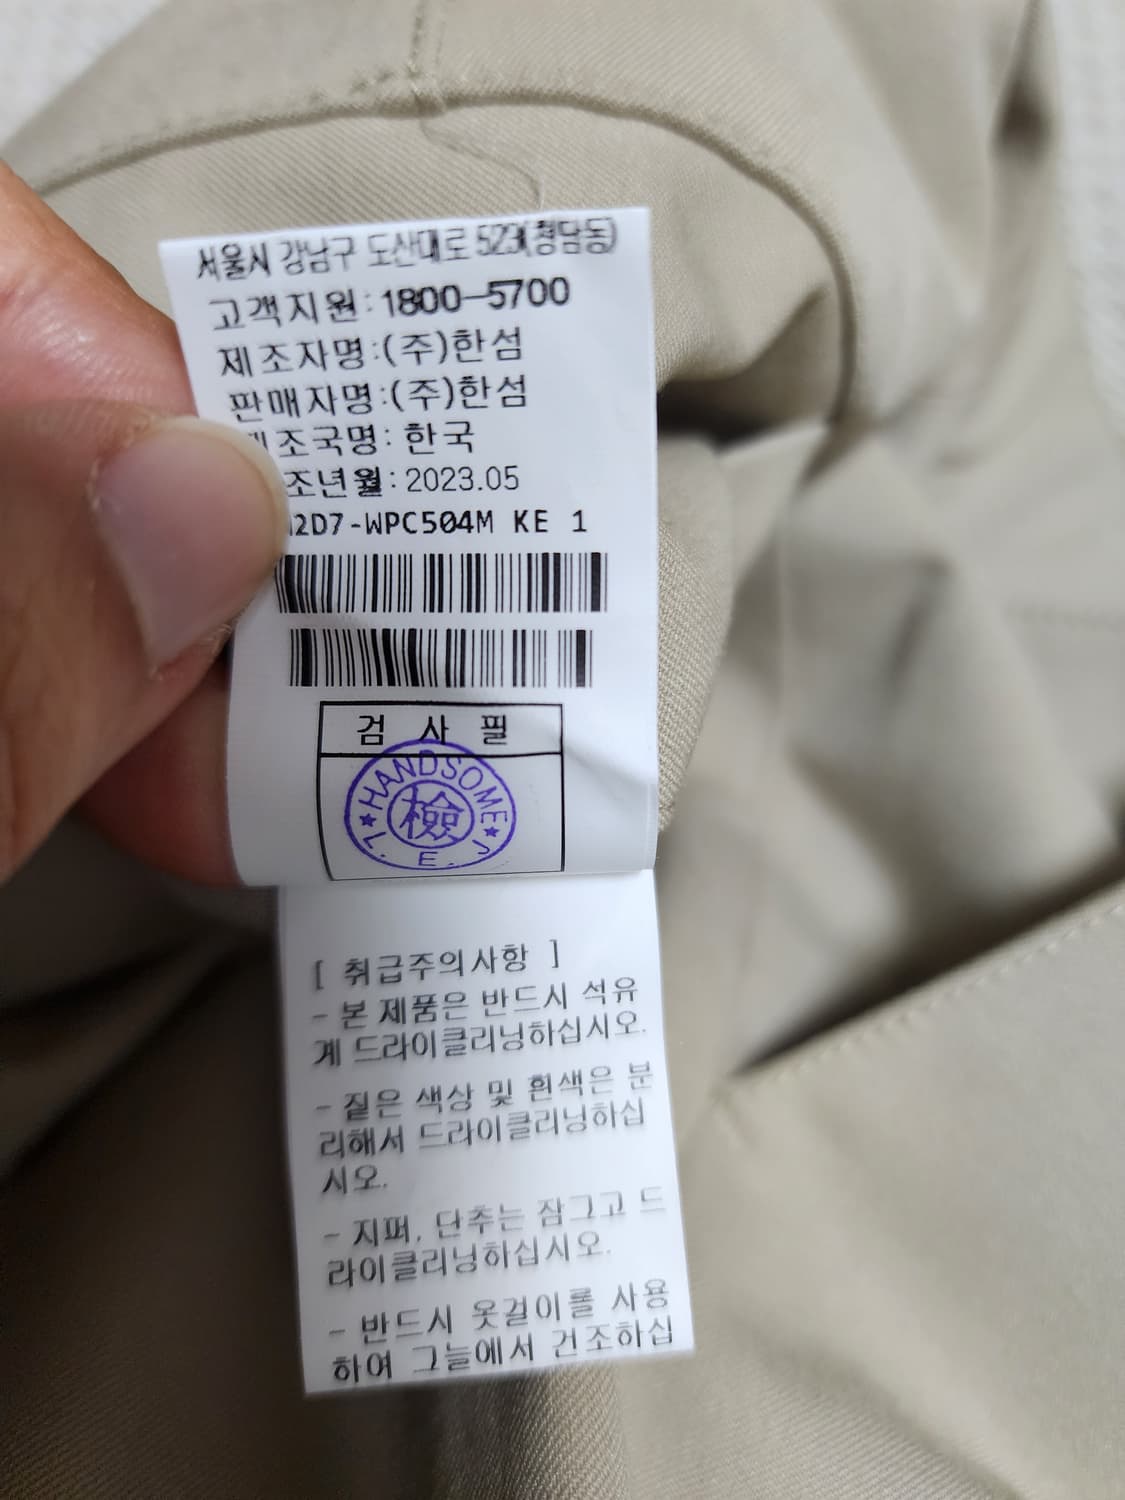 서울시 강남구 도산대로 523(청담동)
고객지원:1800-5700
제조자명:(주)한섬
판매자명:(주)한섬
조국명: 한국
조년월:2023.05
2D7-WPC504M KE 1
검 사 필
HANDSOME
檢
L. E. J
[ 취급주의사항 ]
- 본 제품은 반드시 석유
계 드라이클리닝하십시오.
- 짙은 색상 및 흰색은 분
리해서 드라이클리닝하십
시오.
- 지퍼, 단추는 잠그고 드
라이클리닝하십시오.
- 반드시 옷걸이를 사용
하여 그늘에서 건조하십